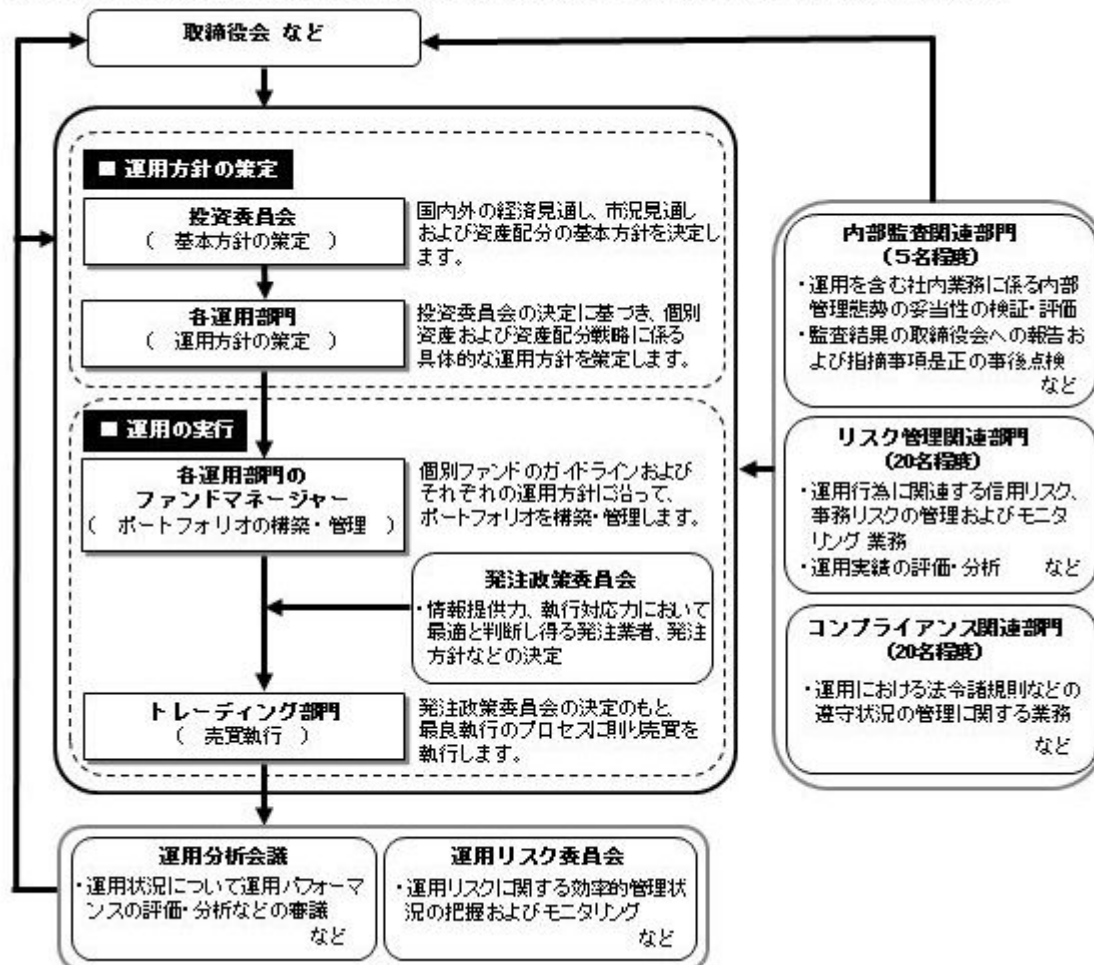 取締役会 など
■ 運用方針の策定
投資委員会
( 基本方針の策定 )
国内外の経済見通し、市況見通し
および資産配分の基本方針を決定し
ます。
各運用部門
( 運用方針の策定 )
投資委員会の決定に基づき、個別
資産および資産配分戦略に係る
具体的な運用方針を策定します。
■ 運用の実行
各運用部門の
ファンドマネージャー
( ポートフォリオの構築・管理 )
個別ファンドのガイドラインおよび
それぞれの運用方針に沿って、
ポートフォリオを構築・管理します。
発注政策委員会
・情報提供力、執行対応力において
最適と判断し得る発注業者、発注
方針などの決定
トレーディング部門
( 売買執行 )
発注政策委員会の決定のもと、
最良執行のプロセスに則り売買を
執行します。
運用分析会議
・運用状況について運用パフォーマ
ンスの評価・分析などの審議
など
運用リスク委員会
・運用リスクに関する効率的管理状
況の把握およびモニタリング
など
内部監査関連部門
(5名程度)
・運用を含む社内業務に係る内部
管理態勢の妥当性の検証・評価
・監査結果の取締役会への報告お
よび指摘事項是正の事後点検
など
リスク管理関連部門
(20名程度)
・運用行為に関連する信用リスク、
事務リスクの管理およびモニタ
リング 業務
・運用実績の評価・分析 など
コンプライアンス関連部門
(20名程度)
・運用における法令諸規則などの
遵守状況の管理に関する業務
など